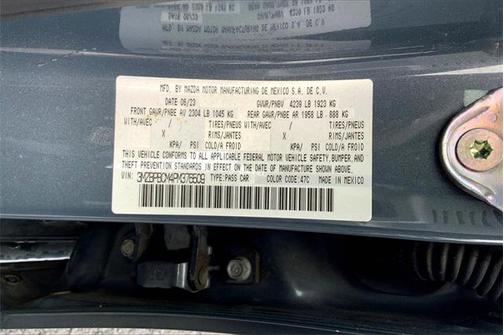 MFD. BY MAZDA MOTOR MANUFACTURING DE MEXICO S.A. DE C.V.
DATE 06/23 GVWR/PNBV 4239 LB 1923 KG
FRONT GAWR/PNBE AV 2304 LB 1045 KG REAR GAWR/PNBE AR 1958 LB 888 KG
WITH/AVEC TIRES/PNEUS WITH/AVEC TIRES/PNEUS
RIMS/JANTES RIMS/JANTES
KPA/ PSI COLD/A FROID KPA/ PSI COLD/A FROID
THIS VEHICLE CONFORMS TO ALL APPLICABLE FEDERAL MOTOR VEHICLE SAFETY, BUMPER, AND
THEFT PREVENTION STANDARDS IN EFFECT ON THE DATE OF MANUFACTURE SHOWN ABOVE.
VIN: 3MZBPBCM4PM376509 TYPE: PASS CAR COLOR CODE: 47C MADE IN MEXICO